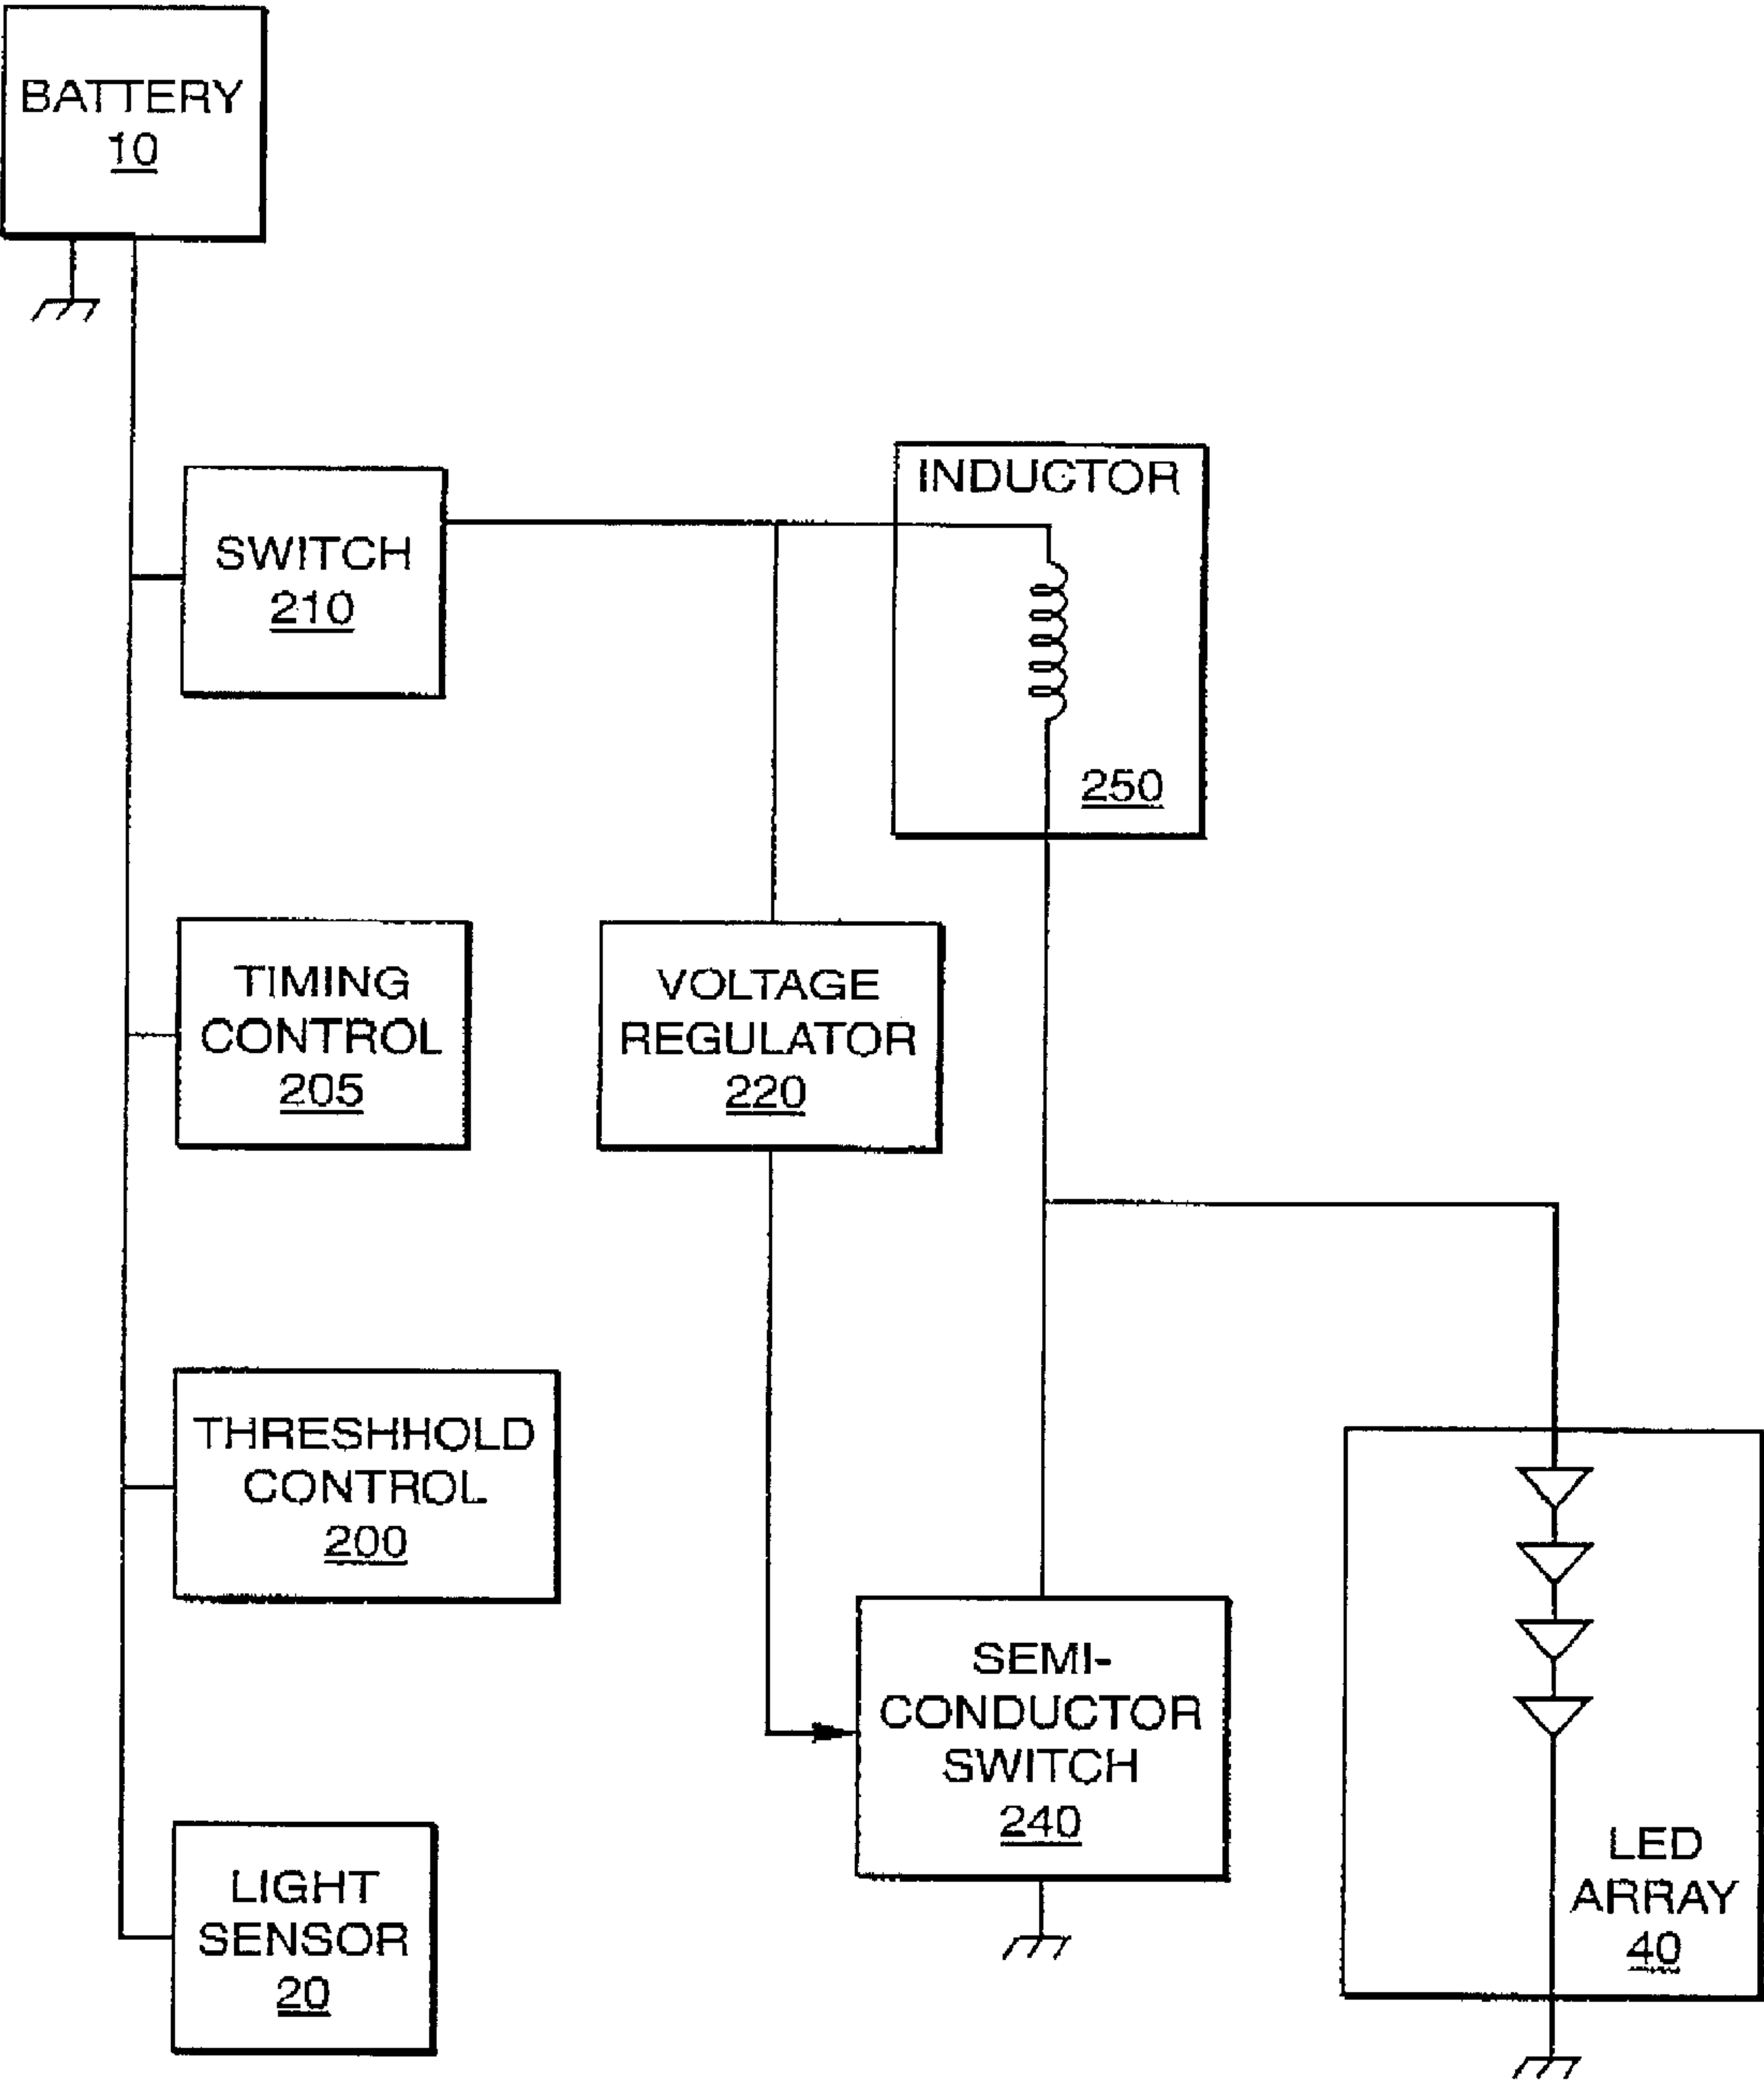 BATTERY
10
SWITCH
210
INDUCTOR
250
TIMING
CONTROL
205
VOLTAGE
REGULATOR
220
THRESHHOLD
CONTROL
200
SEMI-
CONDUCTOR
SWITCH
240
LIGHT
SENSOR
20
LED
ARRAY
40